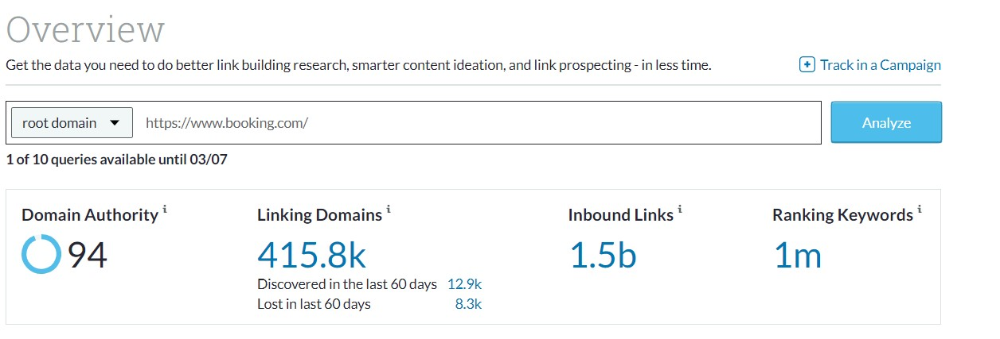 Overview
Get the data you need to do better link building research, smarter content ideation, and link prospecting - in less time.
Track in a Campaign
root domain
https://www.booking.com/
Analyze
1 of 10 queries available until 03/07
Domain Authority i
94
Linking Domains i
415.8k
Discovered in the last 60 days 12.9k
Lost in last 60 days 8.3k
Inbound Links i
1.5b
Ranking Keywords i
1m